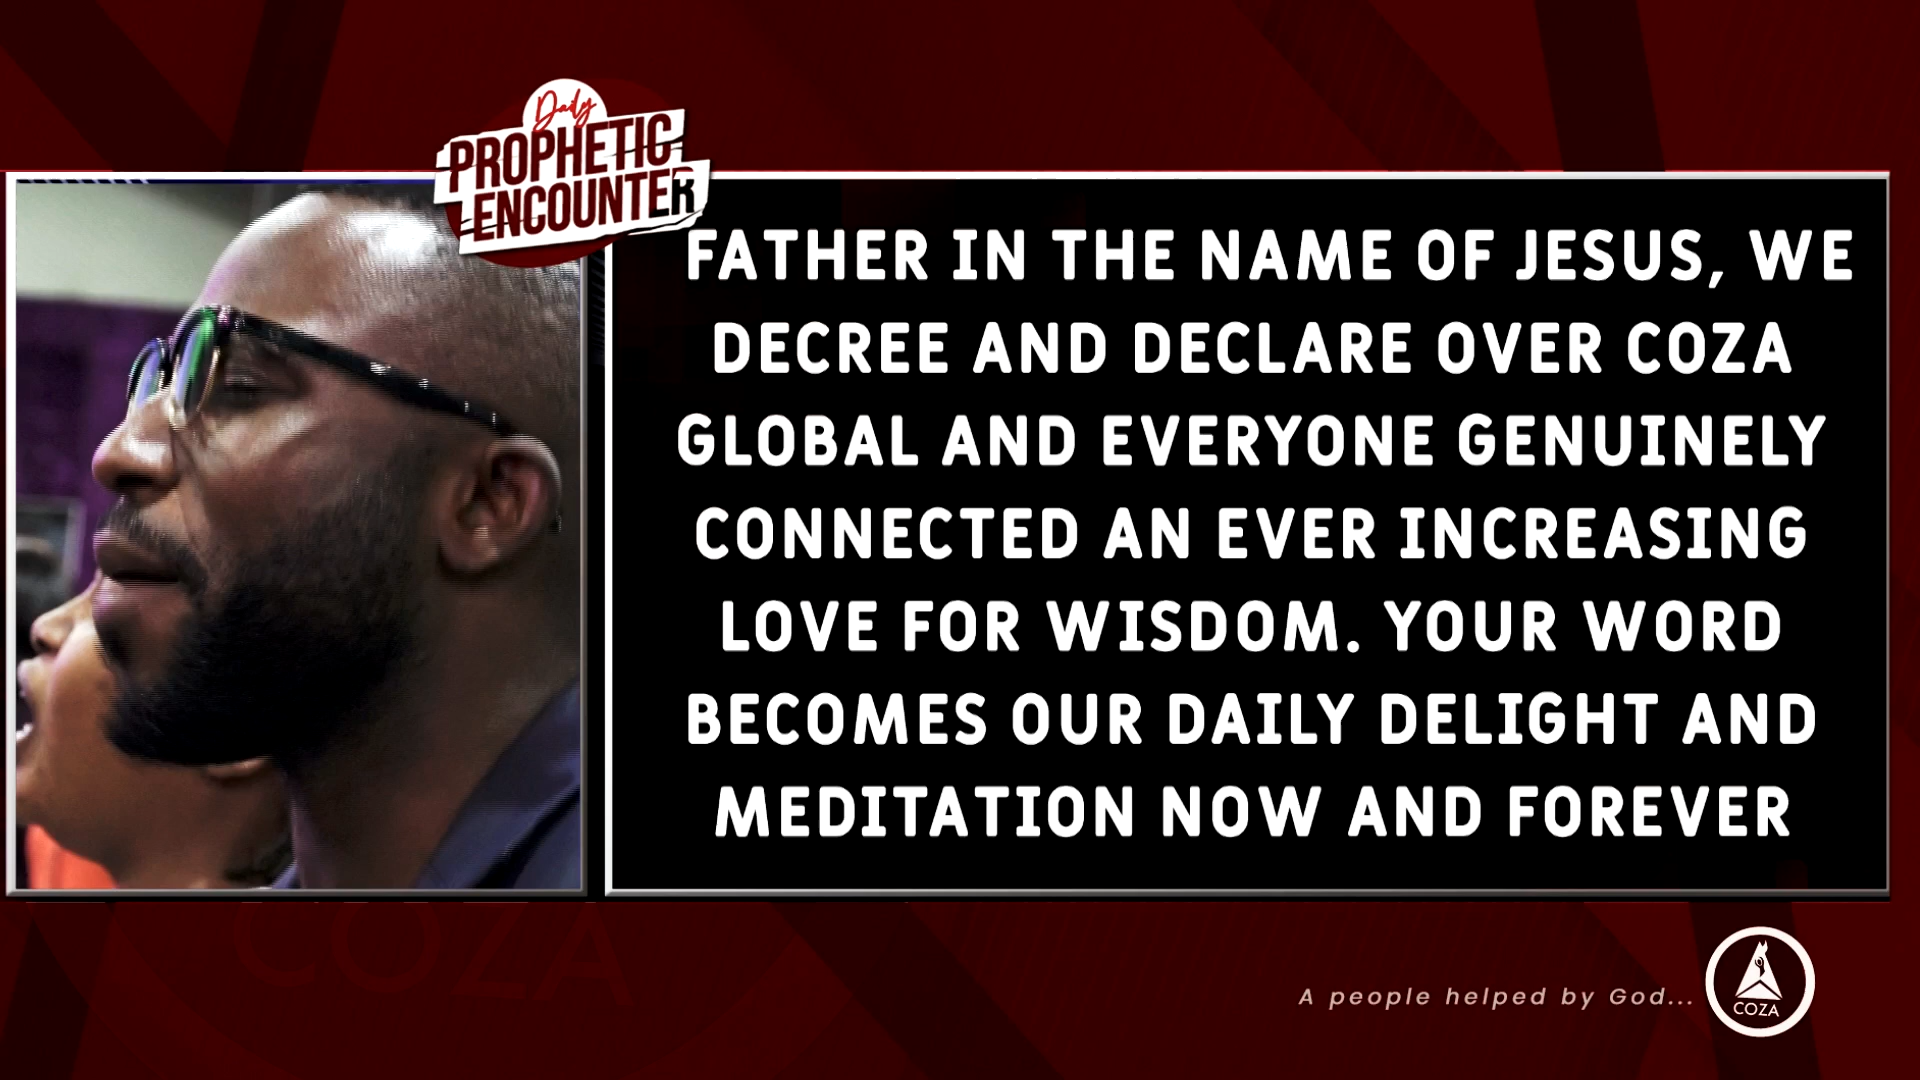 Daily
PROPHETIC
ENCOUNTER
FATHER IN THE NAME OF JESUS, WE
DECREE AND DECLARE OVER COZA
GLOBAL AND EVERYONE GENUINELY
CONNECTED AN EVER INCREASING
LOVE FOR WISDOM. YOUR WORD
BECOMES OUR DAILY DELIGHT AND
MEDITATION NOW AND FOREVER
COZA
A people helped by God...
COZA